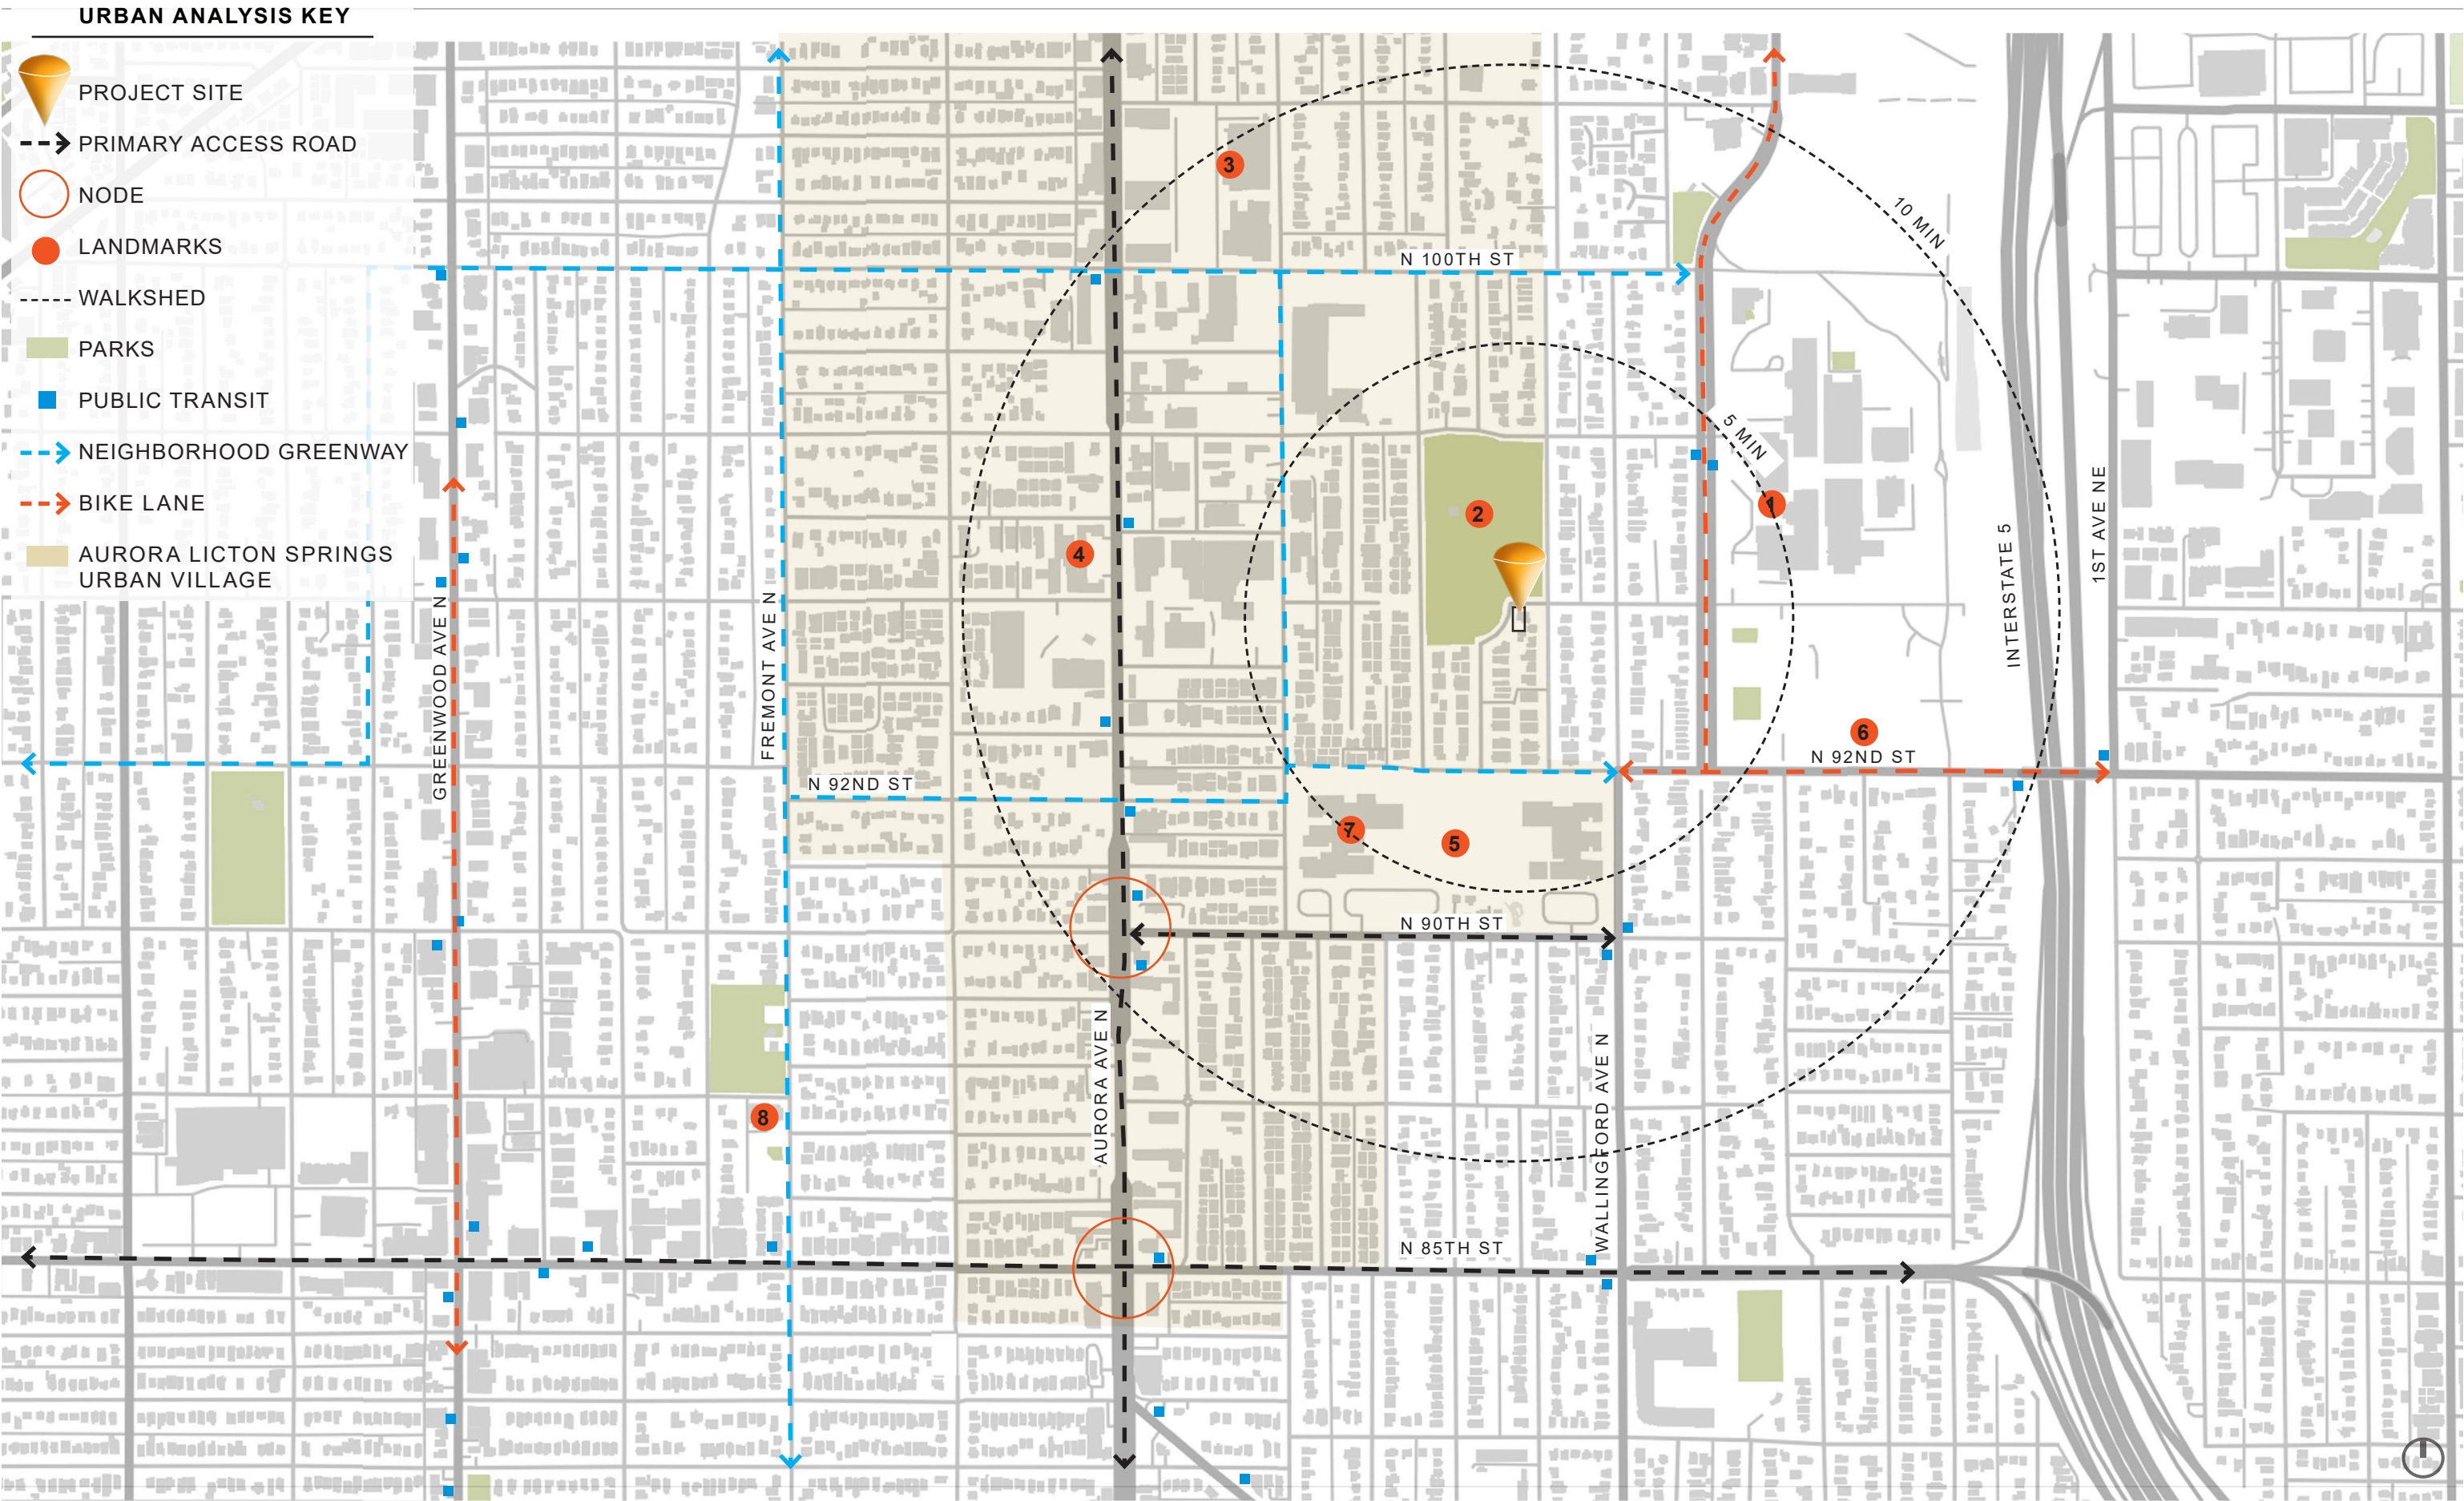 URBAN ANALYSIS KEY
PROJECT SITE
PRIMARY ACCESS ROAD
NODE
LANDMARKS
WALKSHED
PARKS
PUBLIC TRANSIT
NEIGHBORHOOD GREENWAY
BIKE LANE
AURORA LICTON SPRINGS
URBAN VILLAGE
3
10 MIN
N 100TH ST
5 MIN
1
2
4
INTERSTATE 5
1ST AVE NE
GREENWOOD AVE N
FREMONT AVE N
6
N 92ND ST
N 92ND ST
7
5
N 90TH ST
AURORA AVE N
WALLINGFORD AVE N
8
N 85TH ST